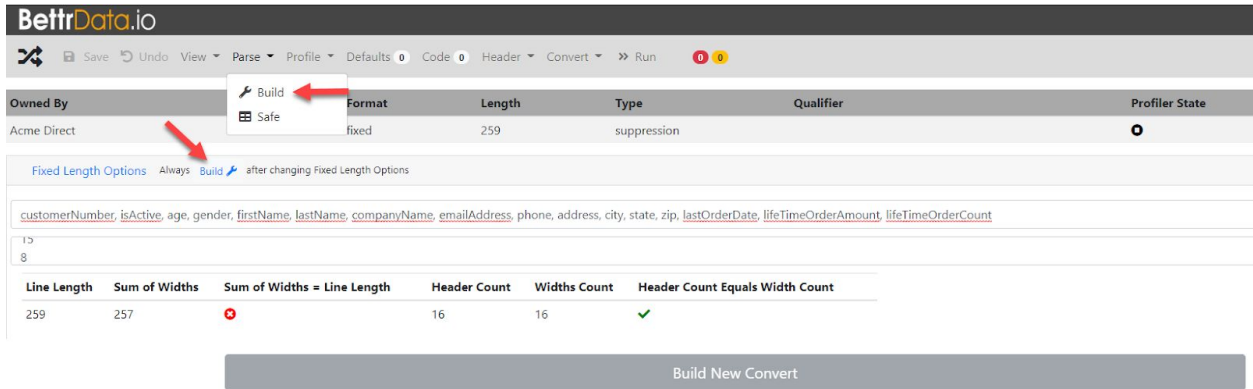 BettrData.io
Save Undo View Parse Profile Defaults 0 Code 0 Header Convert Run 0 0
Build
Safe
Owned By Format Length Type Qualifier Profiler State
Acme Direct fixed 259 suppression
Fixed Length Options Always Build after changing Fixed Length Options
customerNumber, isActive, age, gender, firstName, lastName, companyName, emailAddress, phone, address, city, state, zip, lastOrderDate, lifeTimeOrderAmount, lifeTimeOrderCount
15
8
Line Length Sum of Widths Sum of Widths = Line Length Header Count Widths Count Header Count Equals Width Count
259 257 16 16
Build New Convert